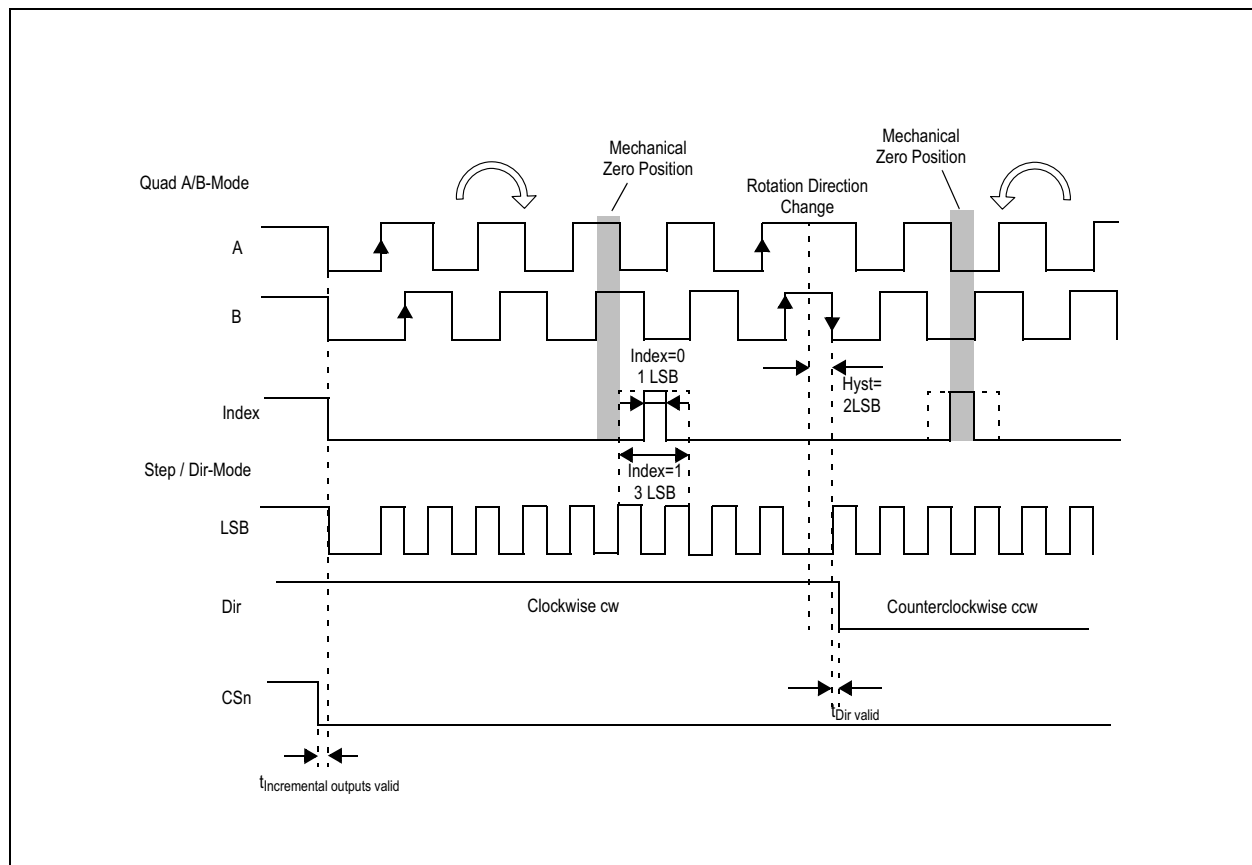 Mechanical
Zero Position
Mechanical
Zero Position
Quad A/B-Mode
Rotation Direction
Change
A
B
Index=0
1 LSB
Hyst=
2LSB
Index
Step / Dir-Mode
Index=1
3 LSB
LSB
Dir
Clockwise cw
Counterclockwise ccw
CSn
tDir valid
tIncremental outputs valid